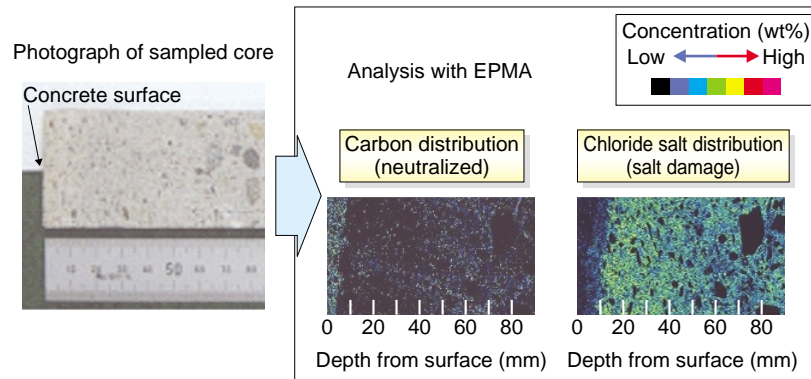 Photograph of sampled core
Concrete surface
50
Analysis with EPMA
Concentration (wt%)
Low High
Carbon distribution
(neutralized)
Chloride salt distribution
(salt damage)
0 20 40 60 80
Depth from surface (mm)
0 20 40 60 80
Depth from surface (mm)